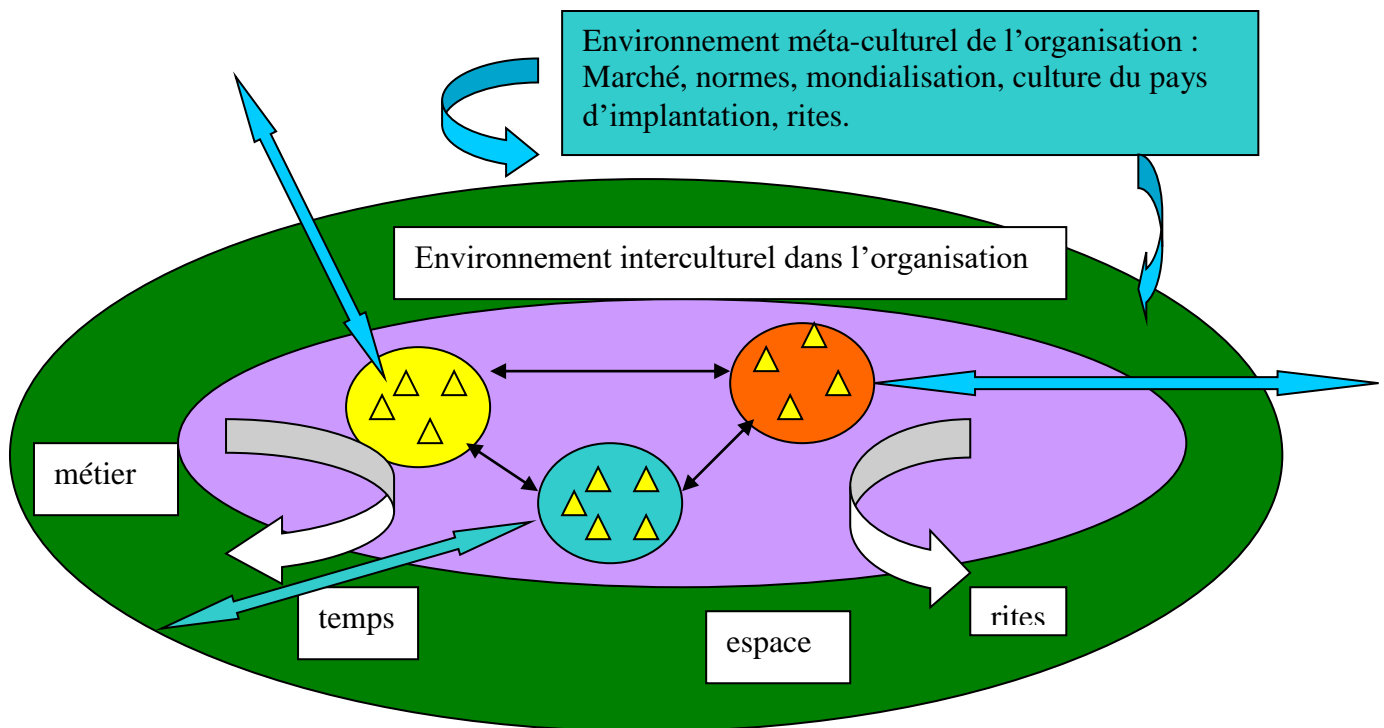 Environnement méta-culturel de l’organisation :
Marché, normes, mondialisation, culture du pays
d’implantation, rites.
Environnement interculturel dans l’organisation
métier
temps
espace
rites